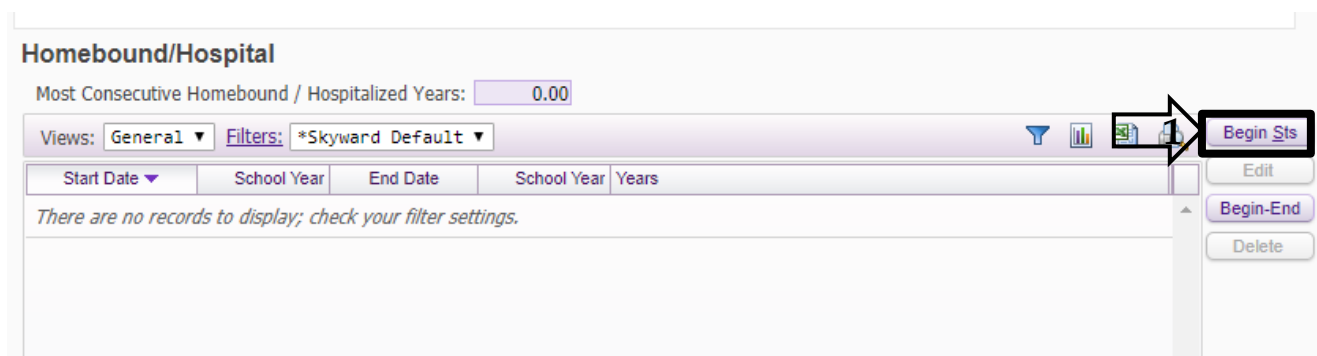 Homebound/Hospital
Most Consecutive Homebound / Hospitalized Years: 0.00
Views: General ▼ Filters: *Skyward Default ▼ 1 Begin Sts
Start Date School Year End Date School Year Years Edit
There are no records to display; check your filter settings. Begin-End
Delete